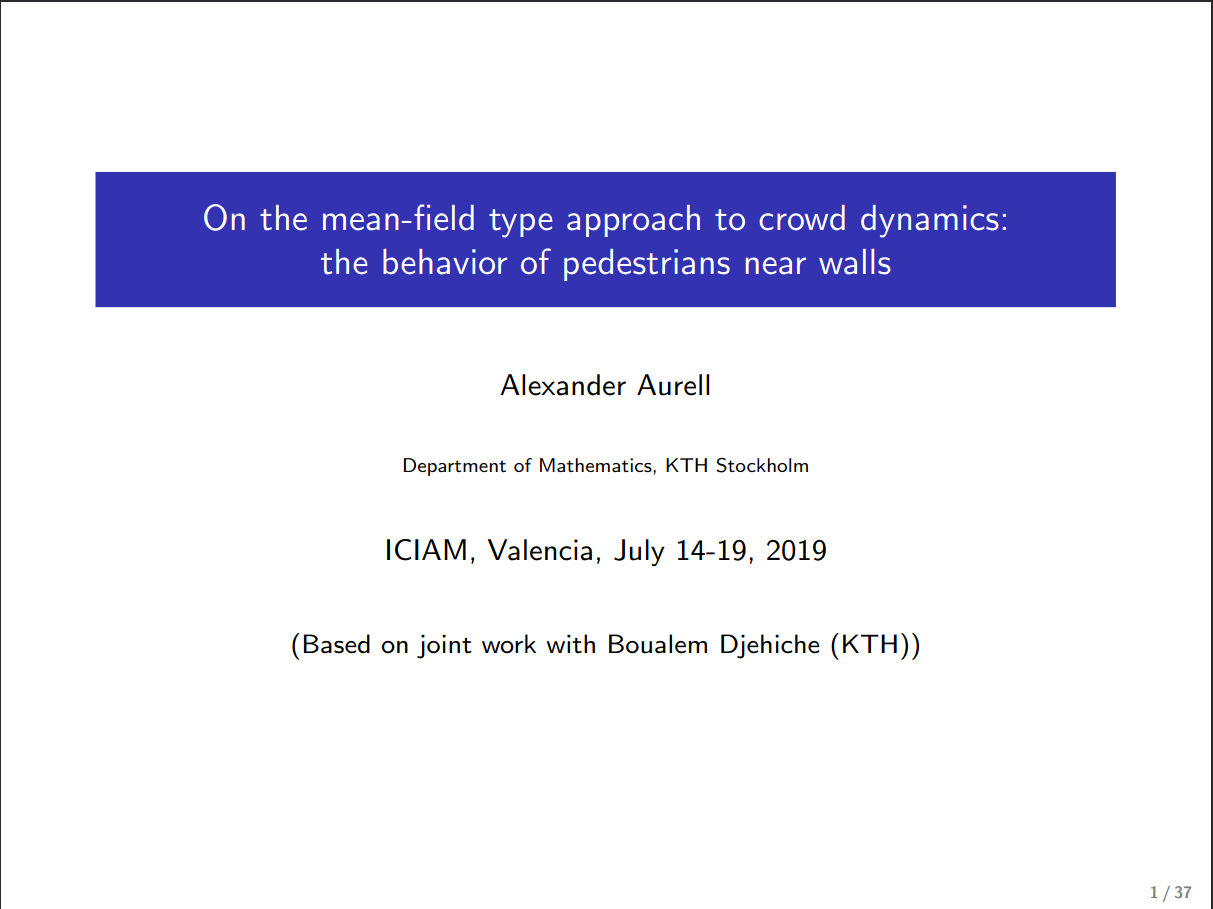 On the mean-field type approach to crowd dynamics:
the behavior of pedestrians near walls
Alexander Aurell
Department of Mathematics, KTH Stockholm
ICIAM, Valencia, July 14-19, 2019
(Based on joint work with Boualem Djehiche (KTH))
1 / 37